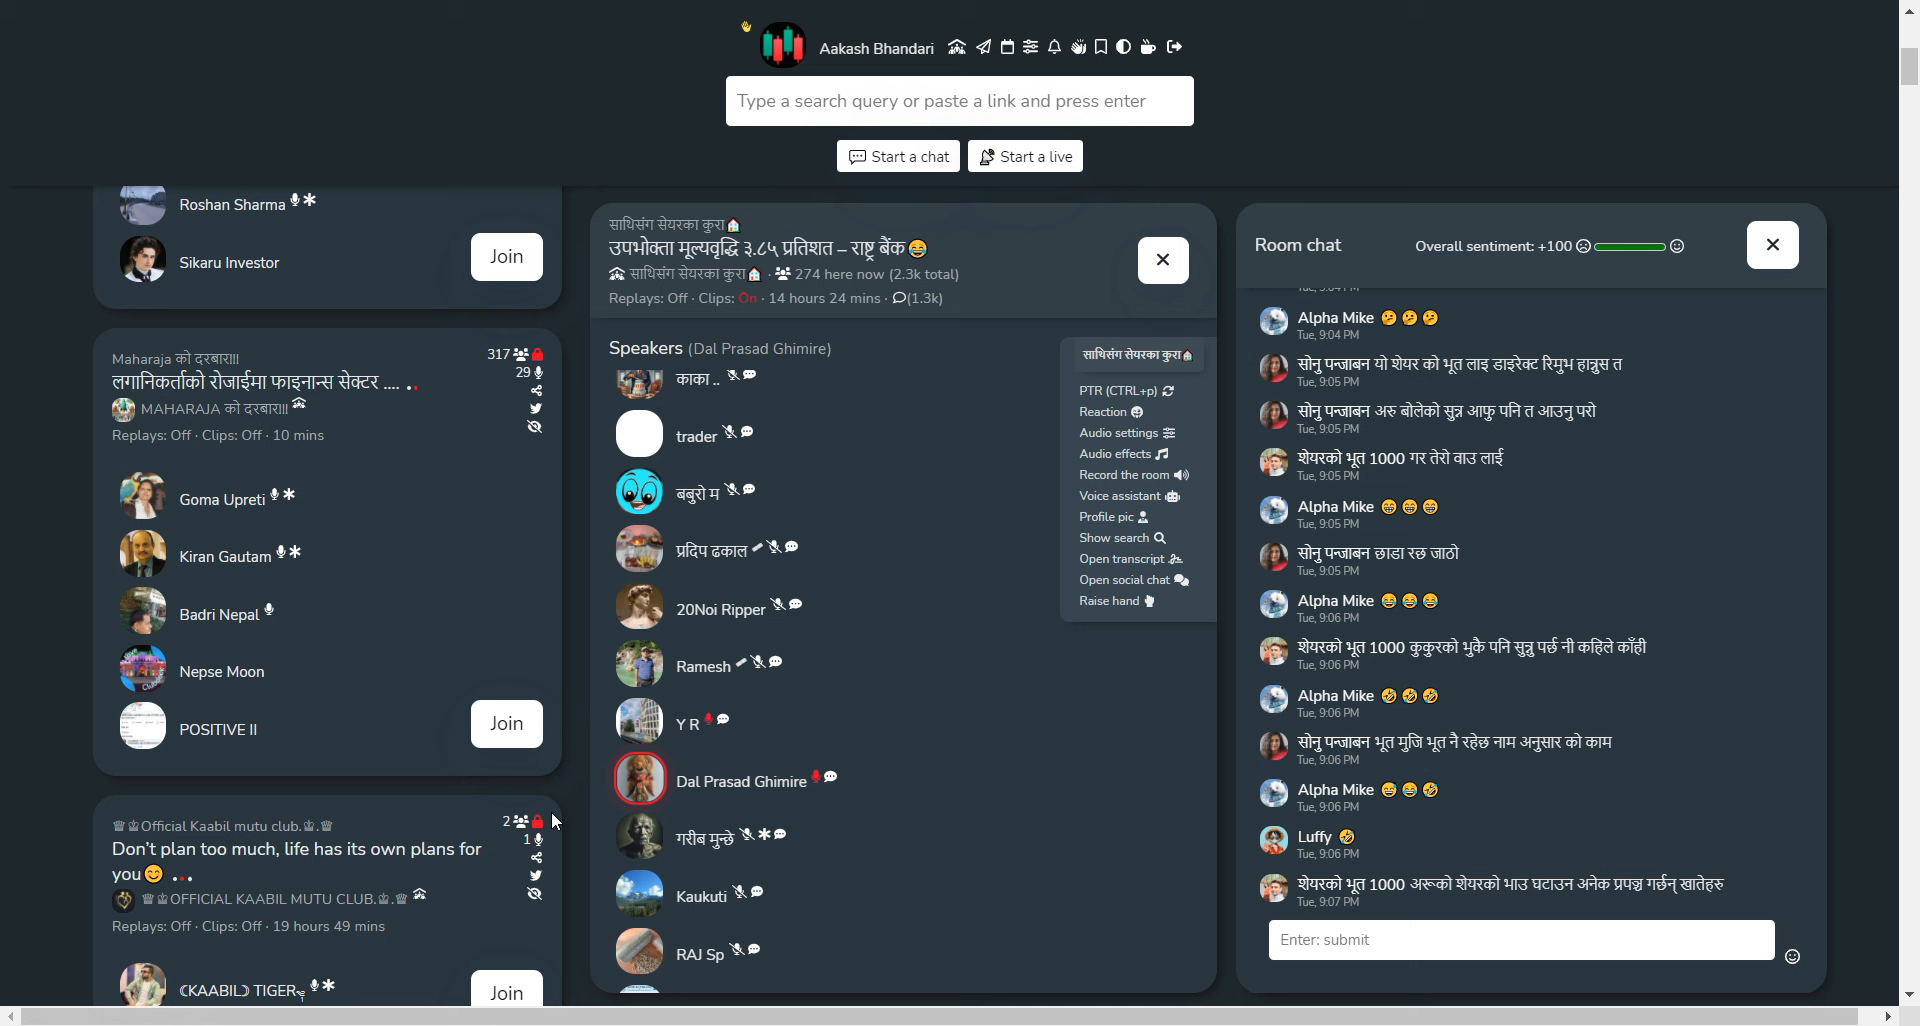 Aakash Bhandari
Type a search query or paste a link and press enter
Start a chat
Start a live
Roshan Sharma
Sikaru Investor
Join
Maharaja को दरबार!!!
317
लगानिकर्ताको रोजाईमा फाइनान्स सेक्टर ....
29
MAHARAJA को दरबार!!!
Replays: Off · Clips: Off · 10 mins
Goma Upreti
Kiran Gautam
Badri Nepal
Nepse Moon
POSITIVE II
Join
♕♔Official Kaabil mutu club.♔.♕
2
Don't plan too much, life has its own plans for
1
you😊
♕♔OFFICIAL KAABIL MUTU CLUB.♔.♕
Replays: Off · Clips: Off · 19 hours 49 mins
☾KAABIL☽ TIGER
Join
साथिसंग सेयरका कुरा🏠
उपभोक्ता मूल्यवृद्धि ३.८५ प्रतिशत – राष्ट्र बैंक😂
साथिसंग सेयरका कुरा🏠 · 274 here now (2.3k total)
Replays: Off · Clips: On · 14 hours 24 mins · (1.3k)
Speakers (Dal Prasad Ghimire)
काका ..
trader
बबुरो म
प्रदिप ढकाल
20Noi Ripper
Ramesh
Y R
Dal Prasad Ghimire
गरीब मुन्छे
Kaukuti
RAJ Sp
साथिसंग सेयरका कुरा🏠
PTR (CTRL+p)
Reaction
Audio settings
Audio effects
Record the room
Voice assistant
Profile pic
Show search
Open transcript
Open social chat
Raise hand
Room chat
Overall sentiment: +100
Alpha Mike 🤔 🤔 🤔
Tue, 9:04 PM
सोनु पन्जाबन यो शेयर को भूत लाइ डाइरेक्ट रिमुभ हान्नुस त
Tue, 9:05 PM
सोनु पन्जाबन अरु बोलेको सुन्न आफु पनि त आउनु परो
Tue, 9:05 PM
शेयरको भूत 1000 गर तेरो वाउ लाई
Tue, 9:05 PM
Alpha Mike 😁 😁 😁
Tue, 9:05 PM
सोनु पन्जाबन छाडा रछ जाठो
Tue, 9:05 PM
Alpha Mike 😂 😂 😂
Tue, 9:06 PM
शेयरको भूत 1000 कुकुरको भुकै पनि सुन्नु पर्छ नी कहिले काँही
Tue, 9:06 PM
Alpha Mike 🤣 🤣 🤣
Tue, 9:06 PM
सोनु पन्जाबन भूत मुजि भूत नै रहेछ नाम अनुसार को काम
Tue, 9:06 PM
Alpha Mike 😅 😂 🤣
Tue, 9:06 PM
Luffy 🤣
Tue, 9:06 PM
शेयरको भूत 1000 अरूको शेयरको भाउ घटाउन अनेक प्रपञ्च गर्छन् खातेहरु
Tue, 9:07 PM
Enter: submit